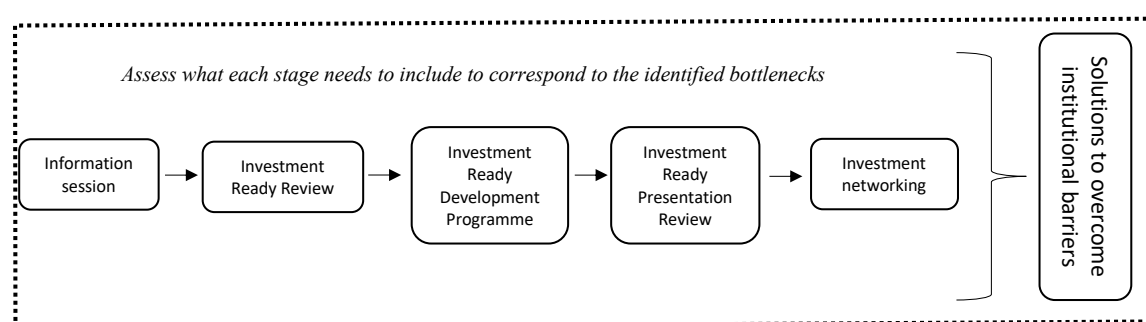 Assess what each stage needs to include to correspond to the identified bottlenecks
Information
session
Investment
Ready Review
Investment
Ready
Development
Programme
Investment
Ready
Presentation
Review
Investment
networking
Solutions to overcome
institutional barriers